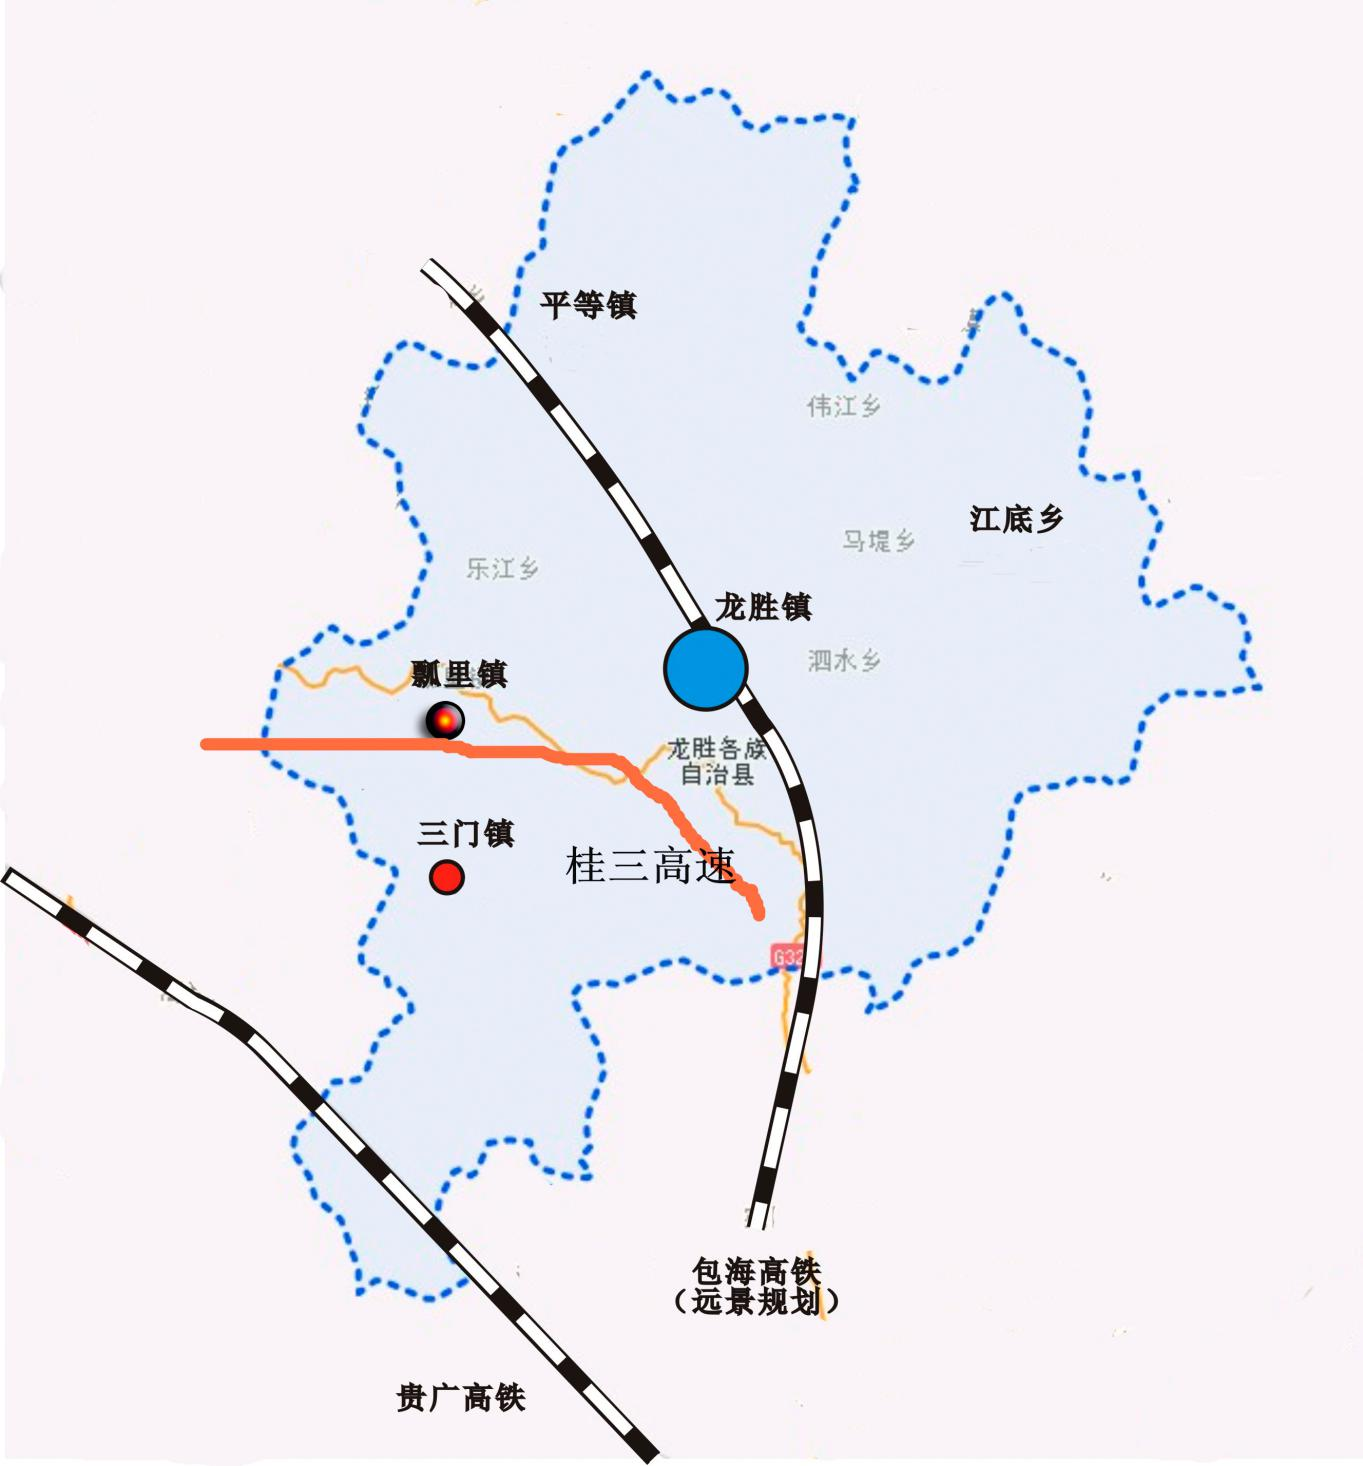 平等镇
伟江乡
江底乡
马堤乡
乐江乡
龙胜镇
泗水乡
瓢里镇
龙胜各族
自治县
三门镇
桂三高速
G32
包海高铁
（远景规划）
贵广高铁